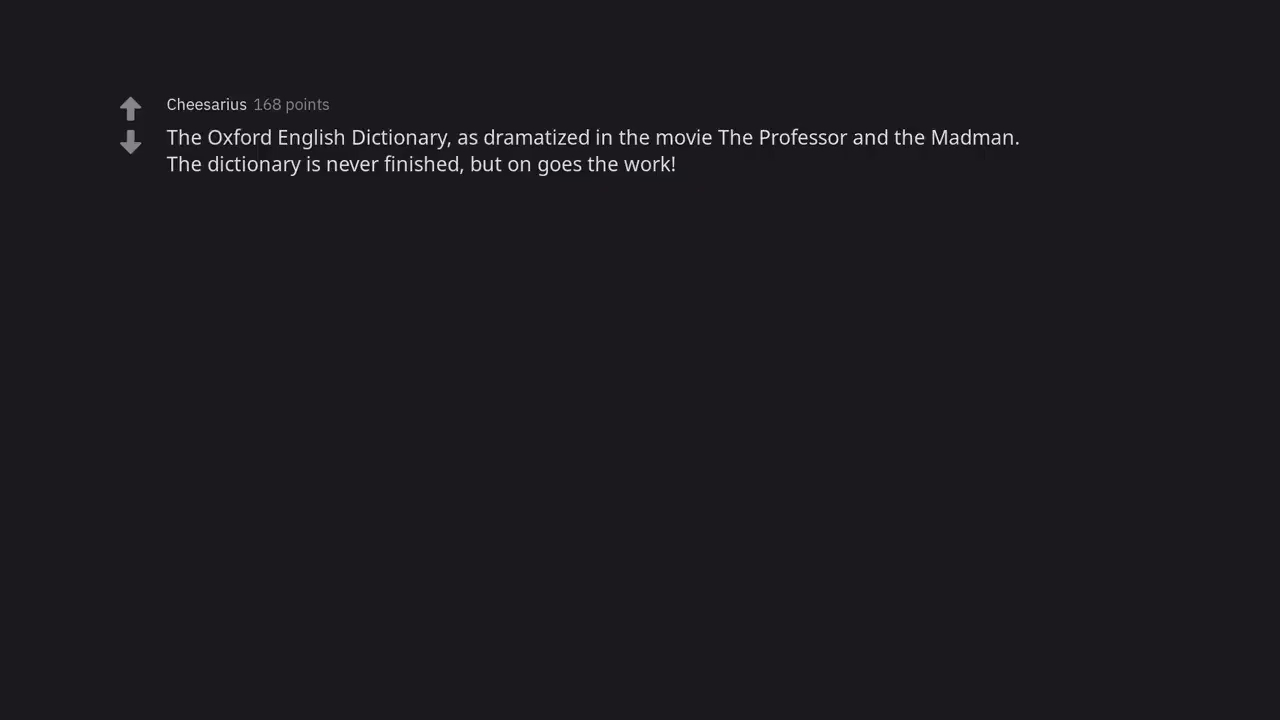 Cheesarius 168 points
The Oxford English Dictionary, as dramatized in the movie The Professor and the Madman.
The dictionary is never finished, but on goes the work!